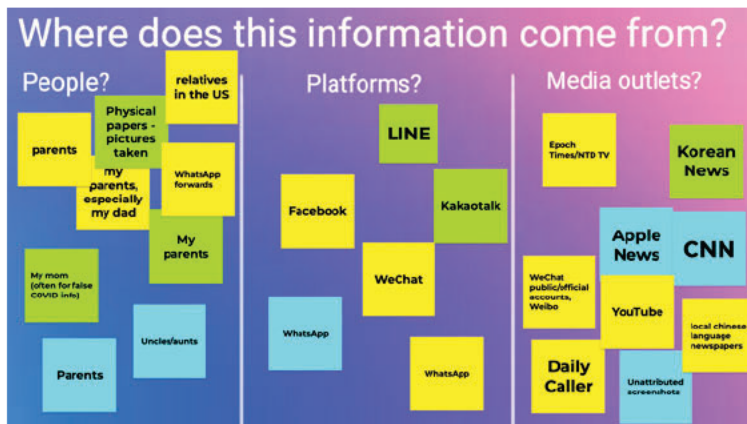 Where does this information come from?
People?
relatives
in the US
Physical
papers -
pictures
taken
parents
my
parents,
especially
my dad
WhatsApp
forwards
My
parents
My mom
(often for false
COVID info)
Uncles/aunts
Parents
Platforms?
LINE
Facebook
Kakaotalk
WeChat
WhatsApp
WhatsApp
Media outlets?
Epoch
Times/NTD TV
Korean
News
Apple
News
CNN
WeChat
public/official
accounts,
Weibo
YouTube
local chinese
language
newspapers
Daily
Caller
Unattributed
screenshots